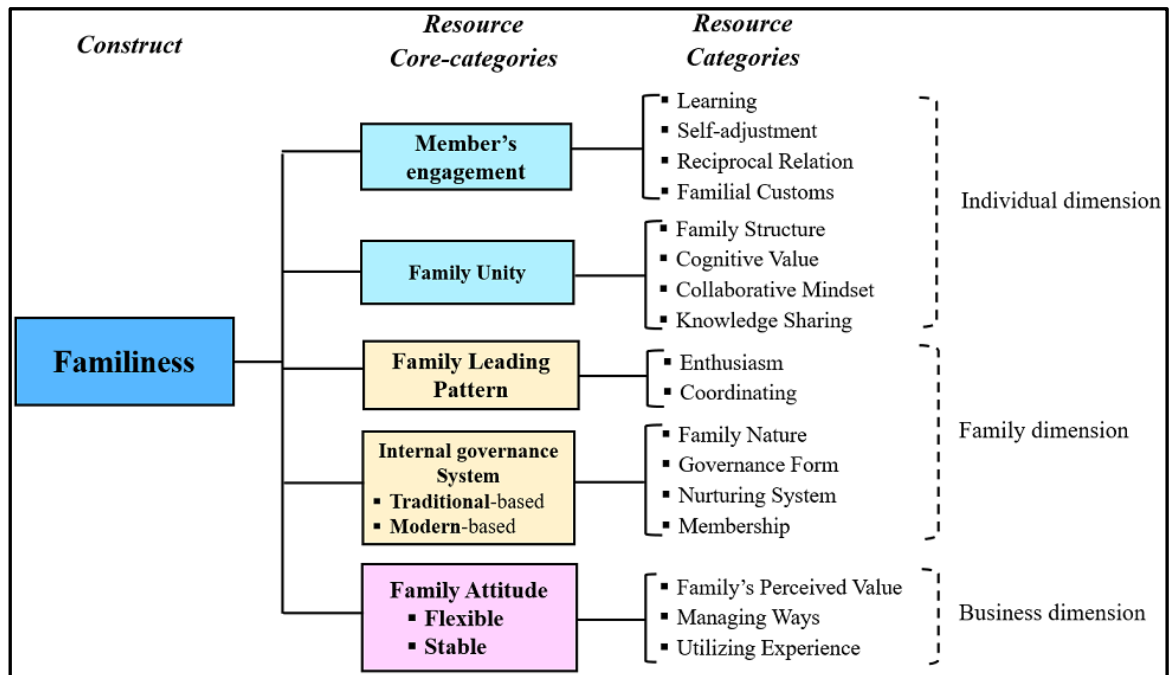 Construct
Resource
Core-categories
Resource
Categories
Familiness
Member's
engagement
▪ Learning
▪ Self-adjustment
▪ Reciprocal Relation
▪ Familial Customs
Family Unity
▪ Family Structure
▪ Cognitive Value
▪ Collaborative Mindset
▪ Knowledge Sharing
Individual dimension
Family Leading
Pattern
▪ Enthusiasm
▪ Coordinating
Internal governance
System
▪ Traditional-based
▪ Modern-based
▪ Family Nature
▪ Governance Form
▪ Nurturing System
▪ Membership
Family dimension
Family Attitude
▪ Flexible
▪ Stable
▪ Family's Perceived Value
▪ Managing Ways
▪ Utilizing Experience
Business dimension